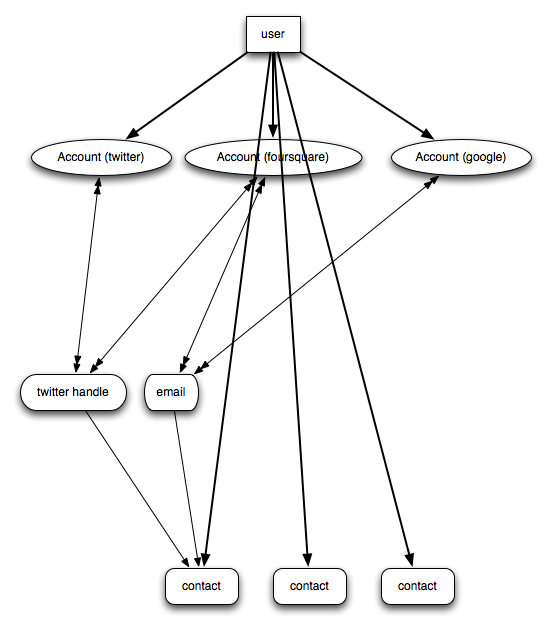 user
Account (twitter)
Account (foursquare)
Account (google)
twitter handle
email
contact
contact
contact